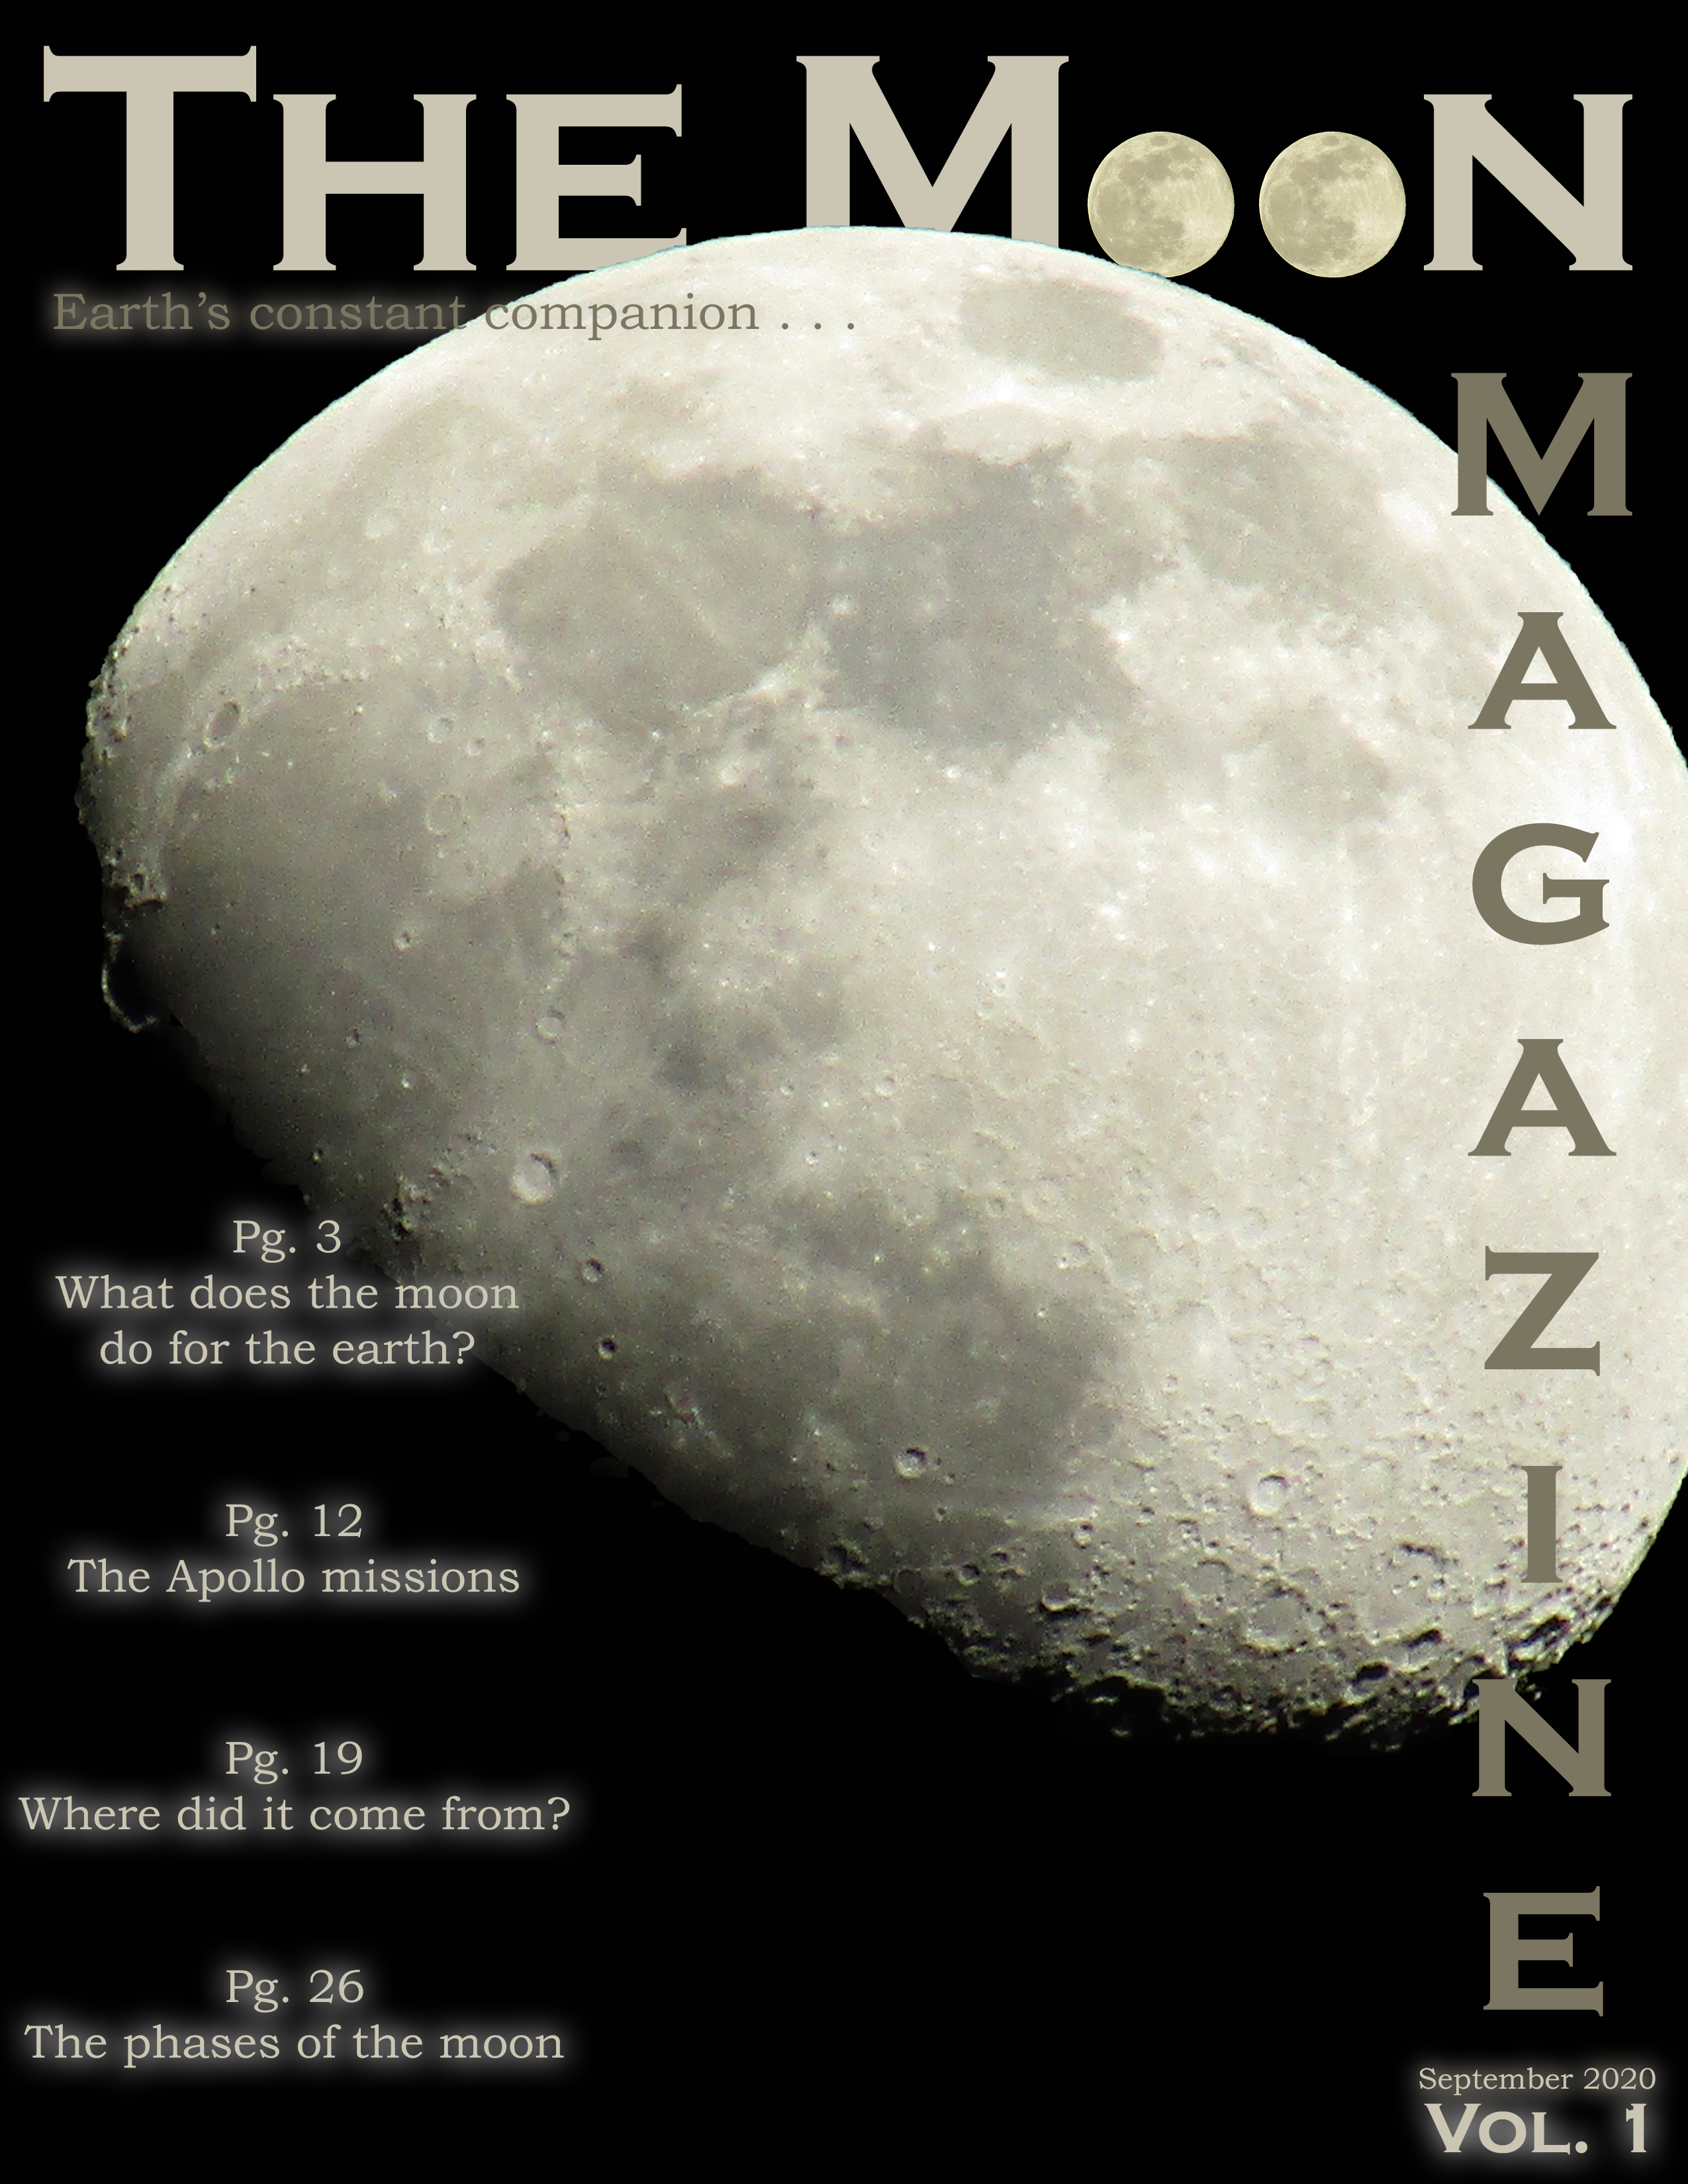 The Moon
Earth's constant companion . . .
MAGAZINE
Pg. 3
What does the moon
do for the earth?
Pg. 12
The Apollo missions
Pg. 19
Where did it come from?
Pg. 26
The phases of the moon
September 2020
Vol. 1